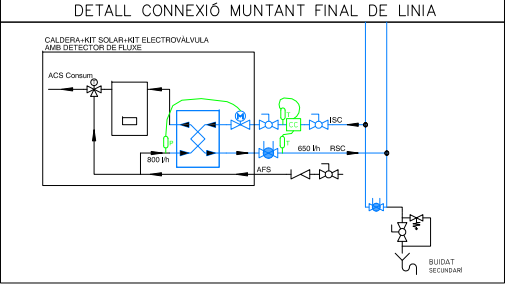 DETALL CONNEXIÓ MUNTANT FINAL DE LINIA
CALDERA+KIT SOLAR+KIT ELECTROVÀLVULA
AMB DETECTOR DE FLUXE
ACS Consum
M
T
CC
ISC
F
T
800 l/h
650 l/h
RSC
AFS
BUIDAT
SECUNDARI